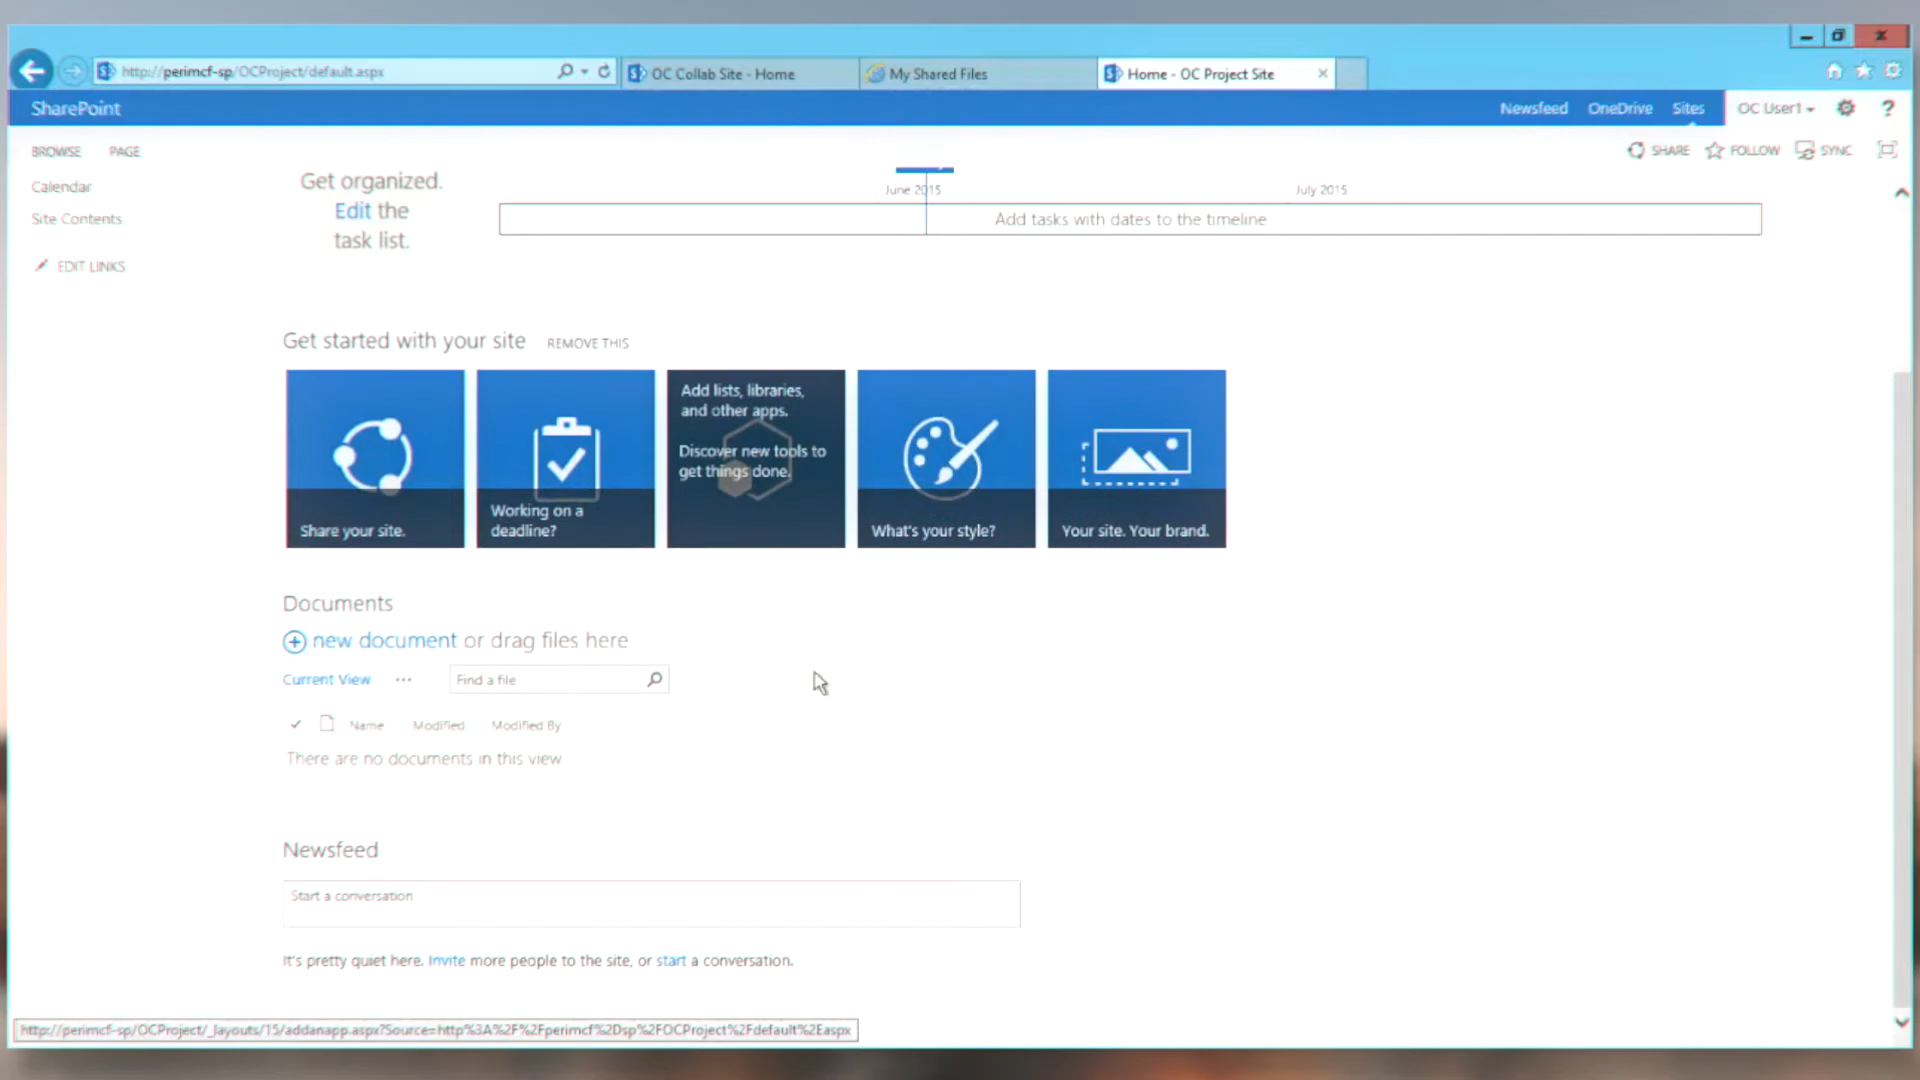 http://perimcf-sp/OCProject/default.aspx
OC Collab Site - Home
My Shared Files
Home - OC Project Site
SharePoint
Newsfeed
OneDrive
Sites
OC User1
?
BROWSE
PAGE
SHARE
FOLLOW
SYNC
Calendar
Site Contents
EDIT LINKS
Get organized.
Edit the
task list.
June 2015
July 2015
Add tasks with dates to the timeline
Get started with your site
REMOVE THIS
Share your site.
Working on a
deadline?
Add lists, libraries,
and other apps.
Discover new tools to
get things done.
What's your style?
Your site. Your brand.
Documents
new document or drag files here
Current View
...
Find a file
Name
Modified
Modified By
There are no documents in this view
Newsfeed
Start a conversation
It's pretty quiet here. Invite more people to the site, or start a conversation.
http://perimcf-sp/OCProject/_layouts/15/addanapp.aspx?Source=http%3A%2F%2Fperimcf%2Dsp%2FOCProject%2Fdefault%2Easpx